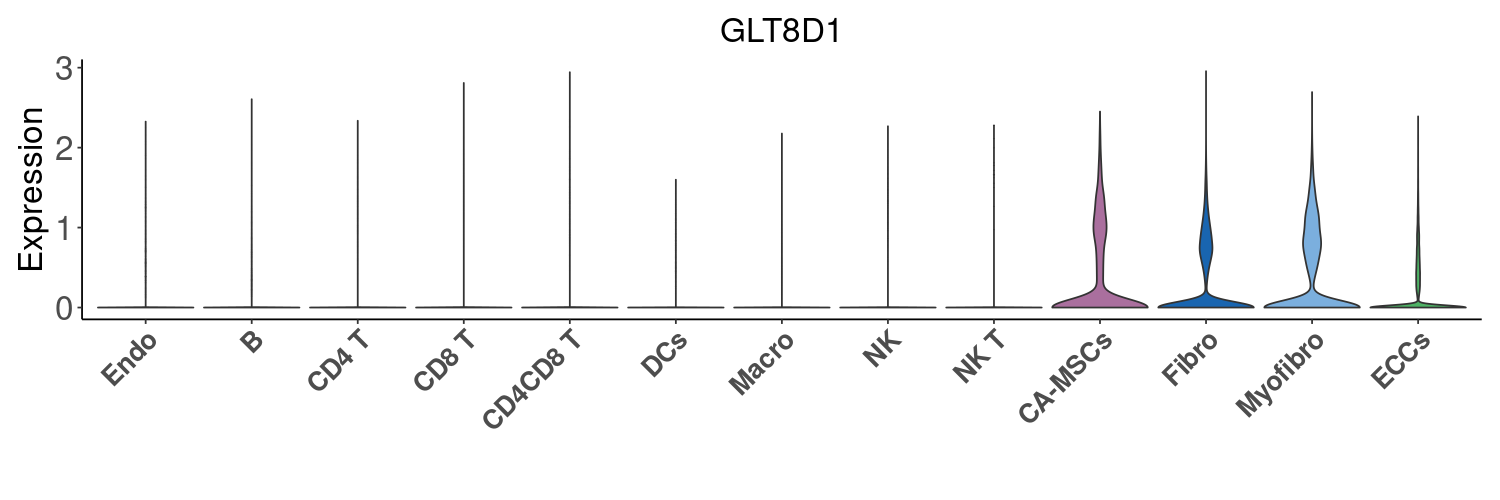 GLT8D1
Expression
3
2
1
0
Endo
B
CD4 T
CD8 T
CD4CD8 T
DCs
Macro
NK
NK T
CA-MSCs
Fibro
Myofibro
ECCs